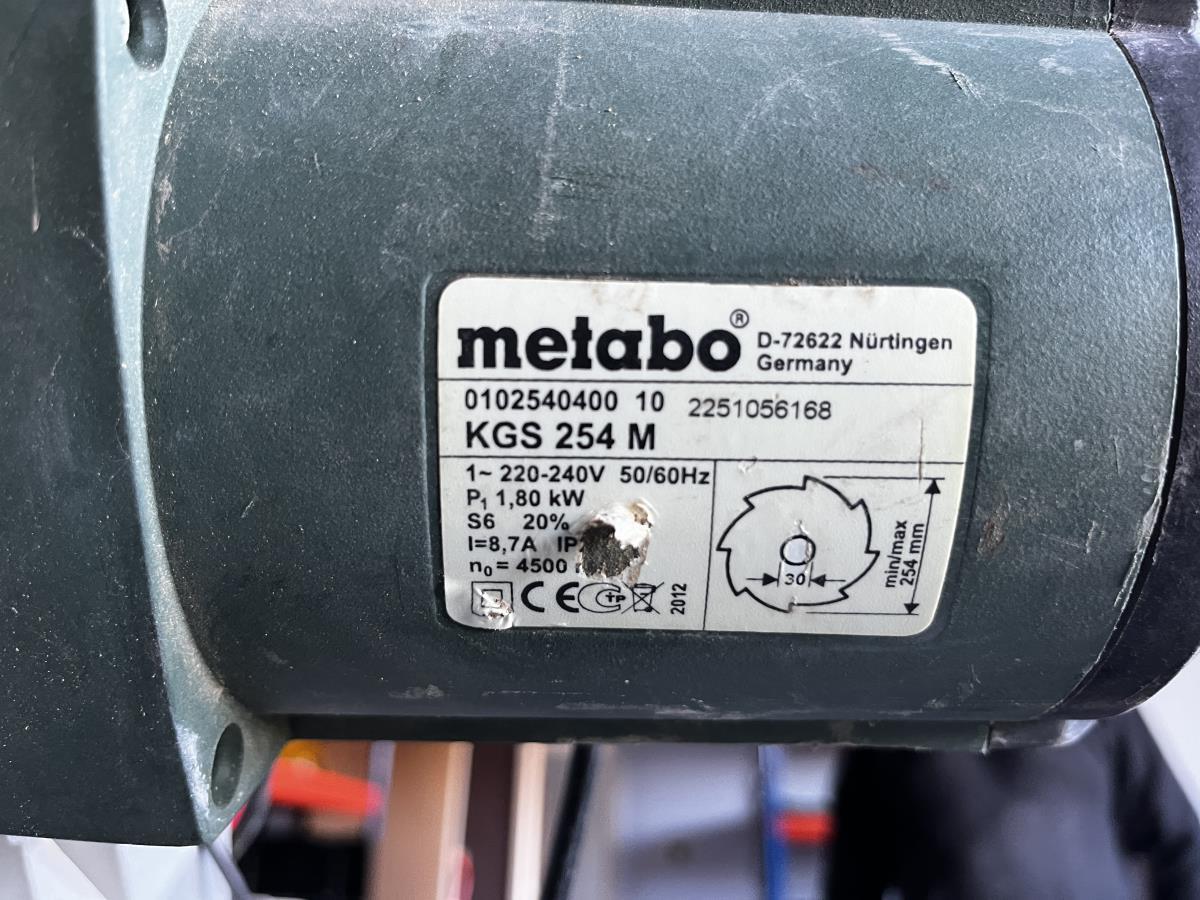 metabo®
D-72622 Nürtingen
Germany
0102540400 10 2251056168
KGS 254 M
1~ 220-240V 50/60Hz
P1 1,80 kW
S6 20%
I=8,7A IP
n0 = 4500
CE
2012
30
min/max
254 mm